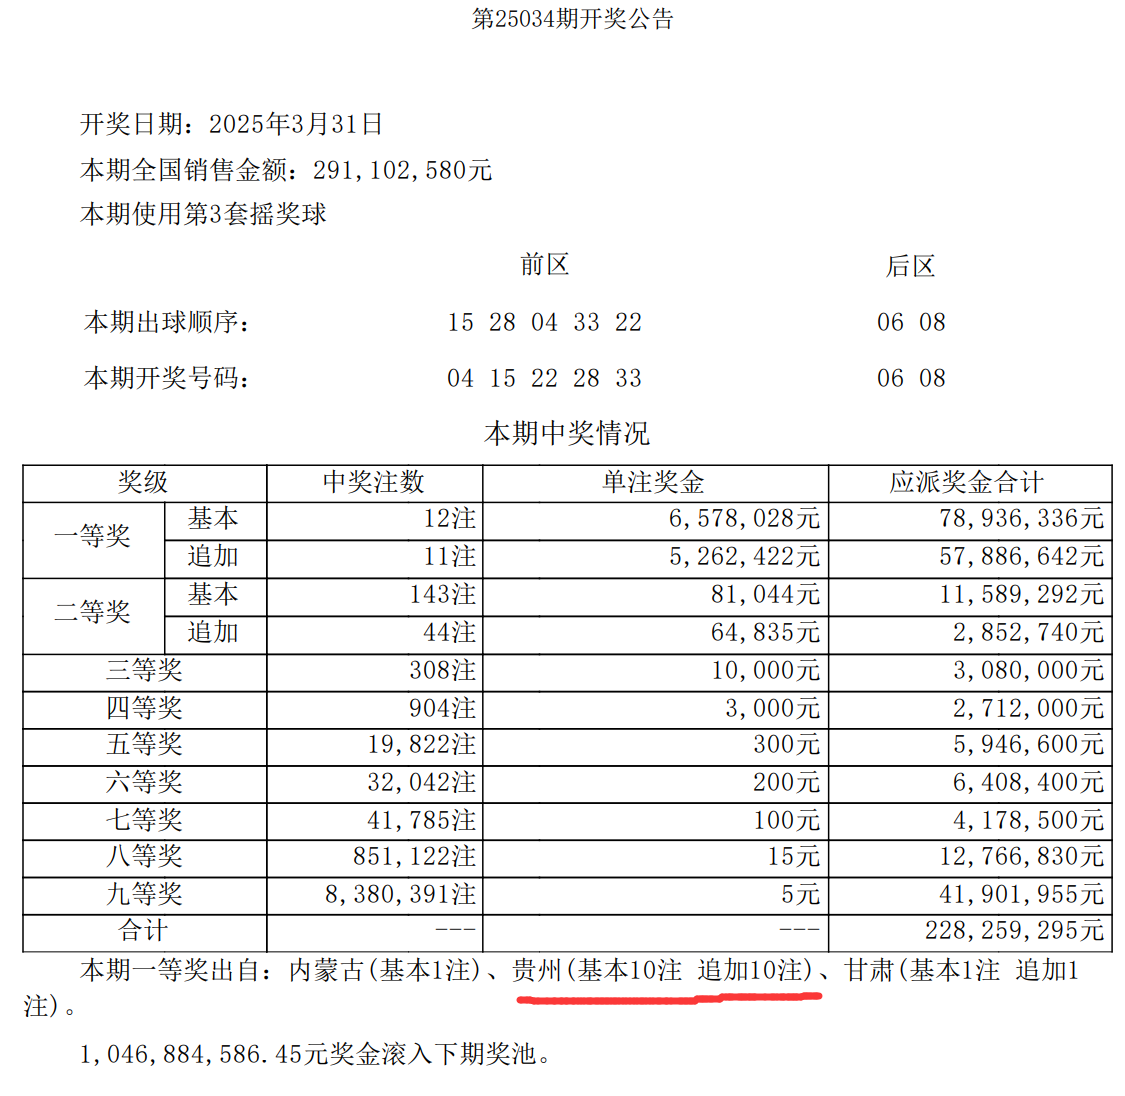 第25034期开奖公告
开奖日期：2025年3月31日
本期全国销售金额：291,102,580元
本期使用第3套摇奖球
前区 后区
本期出球顺序： 15 28 04 33 22 06 08
本期开奖号码： 04 15 22 28 33 06 08
本期中奖情况
奖级 中奖注数 单注奖金 应派奖金合计
一等奖 基本 12注 6,578,028元 78,936,336元
追加 11注 5,262,422元 57,886,642元
二等奖 基本 143注 81,044元 11,589,292元
追加 44注 64,835元 2,852,740元
三等奖 308注 10,000元 3,080,000元
四等奖 904注 3,000元 2,712,000元
五等奖 19,822注 300元 5,946,600元
六等奖 32,042注 200元 6,408,400元
七等奖 41,785注 100元 4,178,500元
八等奖 851,122注 15元 12,766,830元
九等奖 8,380,391注 5元 41,901,955元
合计 --- --- 228,259,295元
本期一等奖出自：内蒙古(基本1注)、贵州(基本10注 追加10注)、甘肃(基本1注 追加1
注)。
1,046,884,586.45元奖金滚入下期奖池。